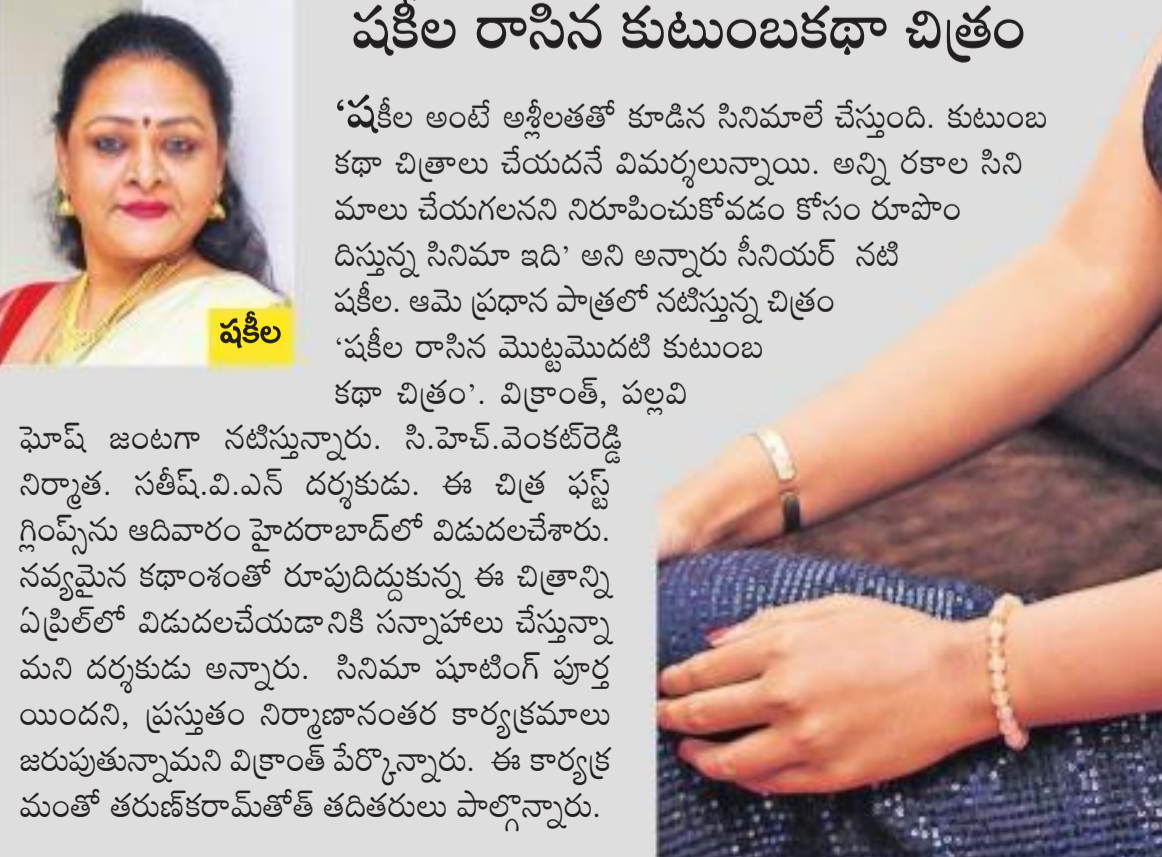 షకీల రాసిన కుటుంబకథా చిత్రం
‘షకీల అంటే అశ్లీలతతో కూడిన సినిమాలే చేస్తుంది. కుటుంబ
కథా చిత్రాలు చేయదనే విమర్శలున్నాయి. అన్ని రకాల సిని
మాలు చేయగలనని నిరూపించుకోవడం కోసం రూపొం
దిస్తున్న సినిమా ఇది’ అని అన్నారు సీనియర్ నటి
షకీల. ఆమె ప్రధాన పాత్రలో నటిస్తున్న చిత్రం
‘షకీల రాసిన మొట్టమొదటి కుటుంబ
కథా చిత్రం’. విక్రాంత్, పల్లవి
ఘోష్ జంటగా నటిస్తున్నారు. సి.హెచ్.వెంకట్‌రెడ్డి
నిర్మాత. సతీష్.వి.ఎన్ దర్శకుడు. ఈ చిత్ర ఫస్ట్
గ్లింప్స్‌ను ఆదివారం హైదరాబాద్‌లో విడుదలచేశారు.
నవ్యమైన కథాంశంతో రూపుదిద్దుకున్న ఈ చిత్రాన్ని
ఏప్రిల్‌లో విడుదలచేయడానికి సన్నాహాలు చేస్తున్నా
మని దర్శకుడు అన్నారు. సినిమా షూటింగ్ పూర్త
యిందని, ప్రస్తుతం నిర్మాణానంతర కార్యక్రమాలు
జరుపుతున్నామని విక్రాంత్ పేర్కొన్నారు. ఈ కార్యక్ర
మంతో తరుణ్‌కరామ్‌తోత్ తదితరులు పాల్గొన్నారు.
షకీల